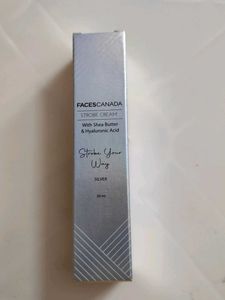 FACESCANADA
STROBE CREAM
With Shea Butter
& Hyaluronic Acid
Strobe Your
Way
SILVER